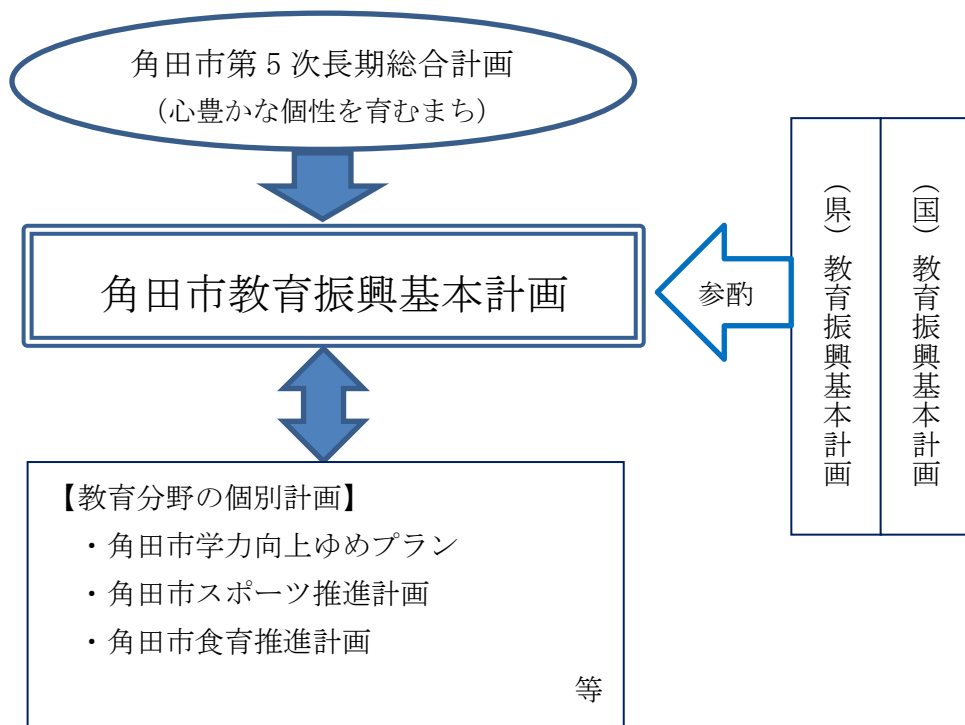 角田市第5次長期総合計画
（心豊かな個性を育むまち）
角田市教育振興基本計画
参酌
（国）教育振興基本計画
（県）教育振興基本計画
【教育分野の個別計画】
・角田市学力向上ゆめプラン
・角田市スポーツ推進計画
・角田市食育推進計画
等